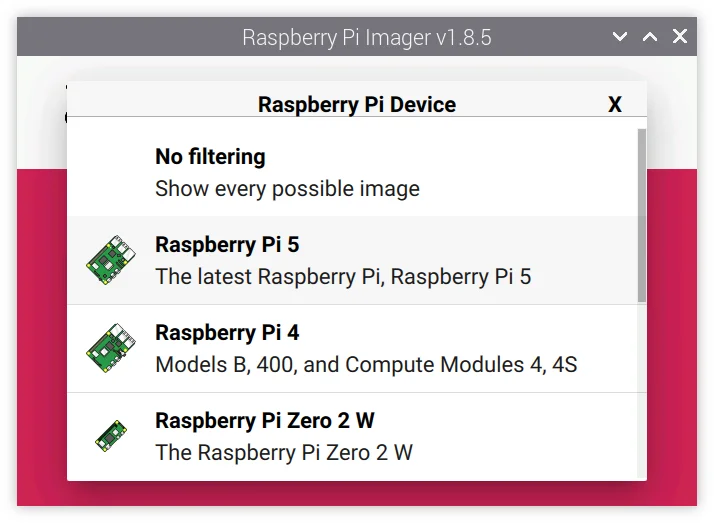 Raspberry Pi Imager v1.8.5
Raspberry Pi Device X
No filtering
Show every possible image
Raspberry Pi 5
The latest Raspberry Pi, Raspberry Pi 5
Raspberry Pi 4
Models B, 400, and Compute Modules 4, 4S
Raspberry Pi Zero 2 W
The Raspberry Pi Zero 2 W